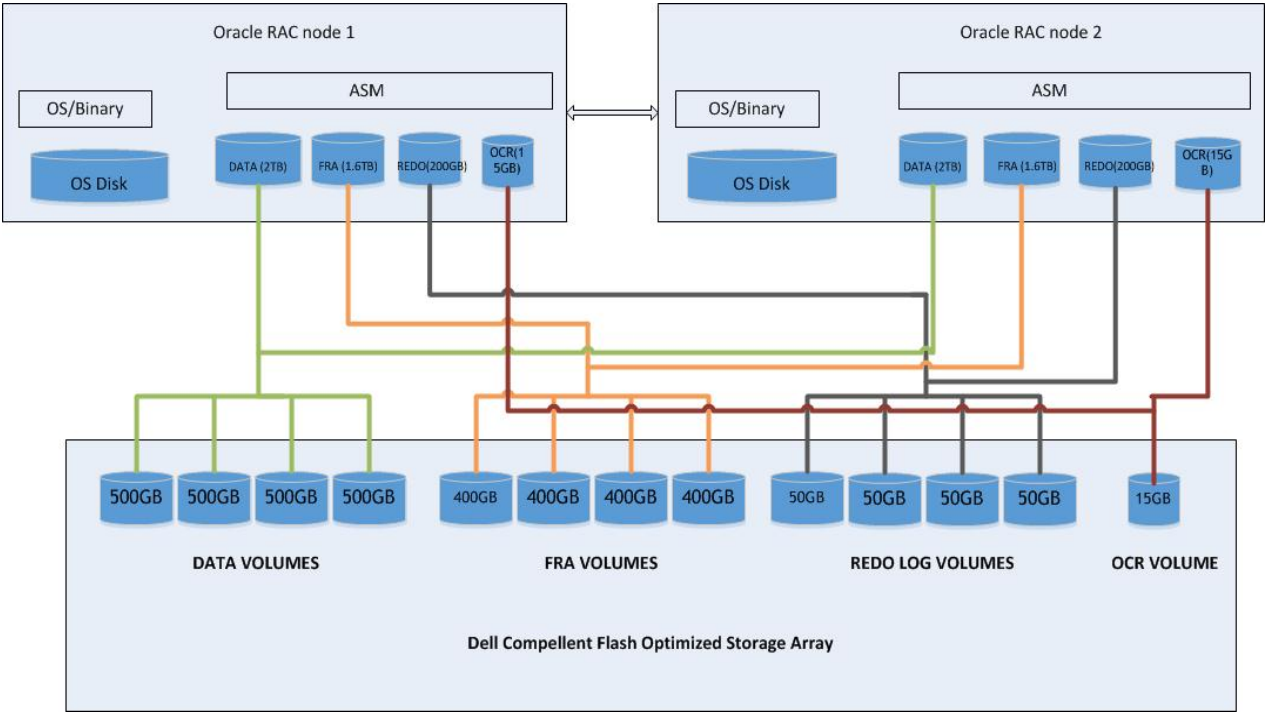 Oracle RAC node 1
ASM
OS/Binary
OS Disk
DATA (2TB)
FRA (1.6TB)
REDO(200GB)
OCR(1
5GB)
Oracle RAC node 2
ASM
OS/Binary
OS Disk
DATA (2TB)
FRA (1.6TB)
REDO(200GB)
OCR(15G
B)
500GB
500GB
500GB
500GB
400GB
400GB
400GB
400GB
50GB
50GB
50GB
50GB
15GB
DATA VOLUMES
FRA VOLUMES
REDO LOG VOLUMES
OCR VOLUME
Dell Compellent Flash Optimized Storage Array